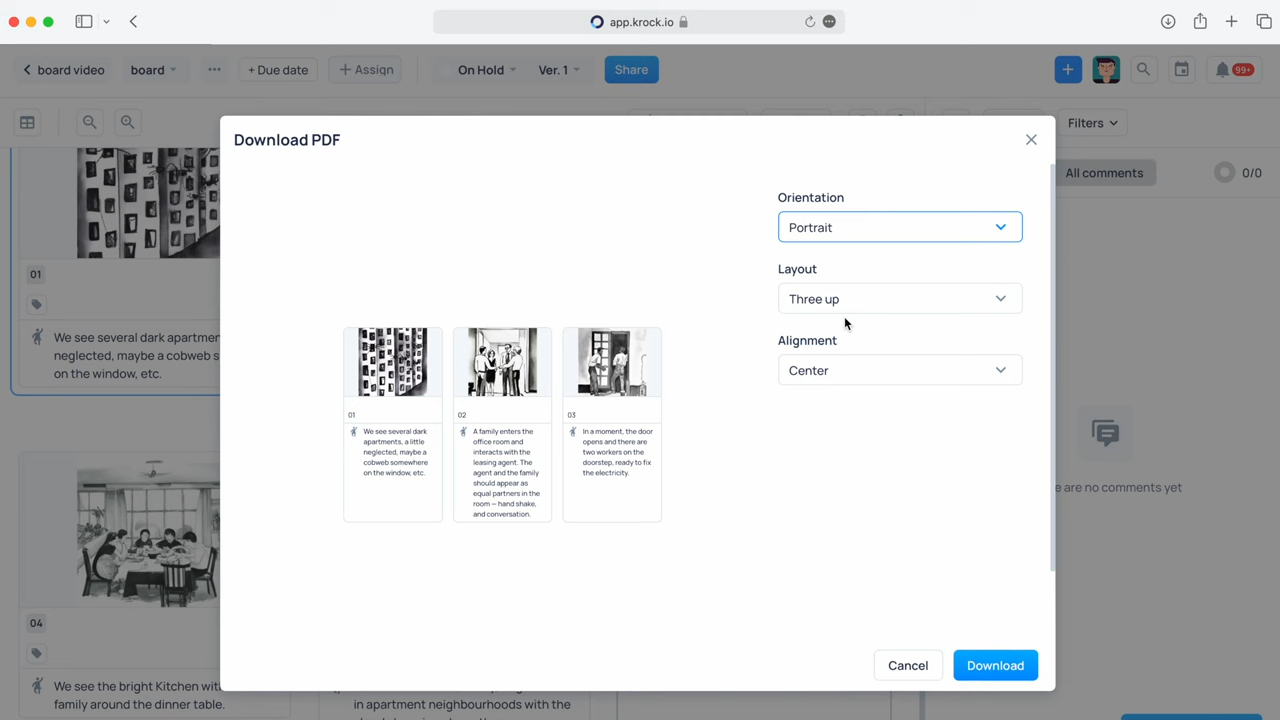 app.krock.io
board video
board
+ Due date
Assign
On Hold
Ver. 1
Share
99+
Filters
Download PDF
All comments
0/0
Orientation
Portrait
Layout
Three up
Alignment
Center
01
We see several dark apartmen
neglected, maybe a cobweb s
on the window, etc.
01
We see several dark
apartments, a little
neglected, maybe a
cobweb somewhere
on the window, etc.
02
A family enters the
office room and
interacts with the
leasing agent. The
agent and the family
should appear as
equal partners in the
room — hand shake,
and conversation.
03
In a moment, the door
opens and there are
two workers on the
doorstep, ready to fix
the electricity.
e are no comments yet
04
We see the bright Kitchen wit
family around the dinner table.
in apartment neighbourhoods with the
Cancel
Download